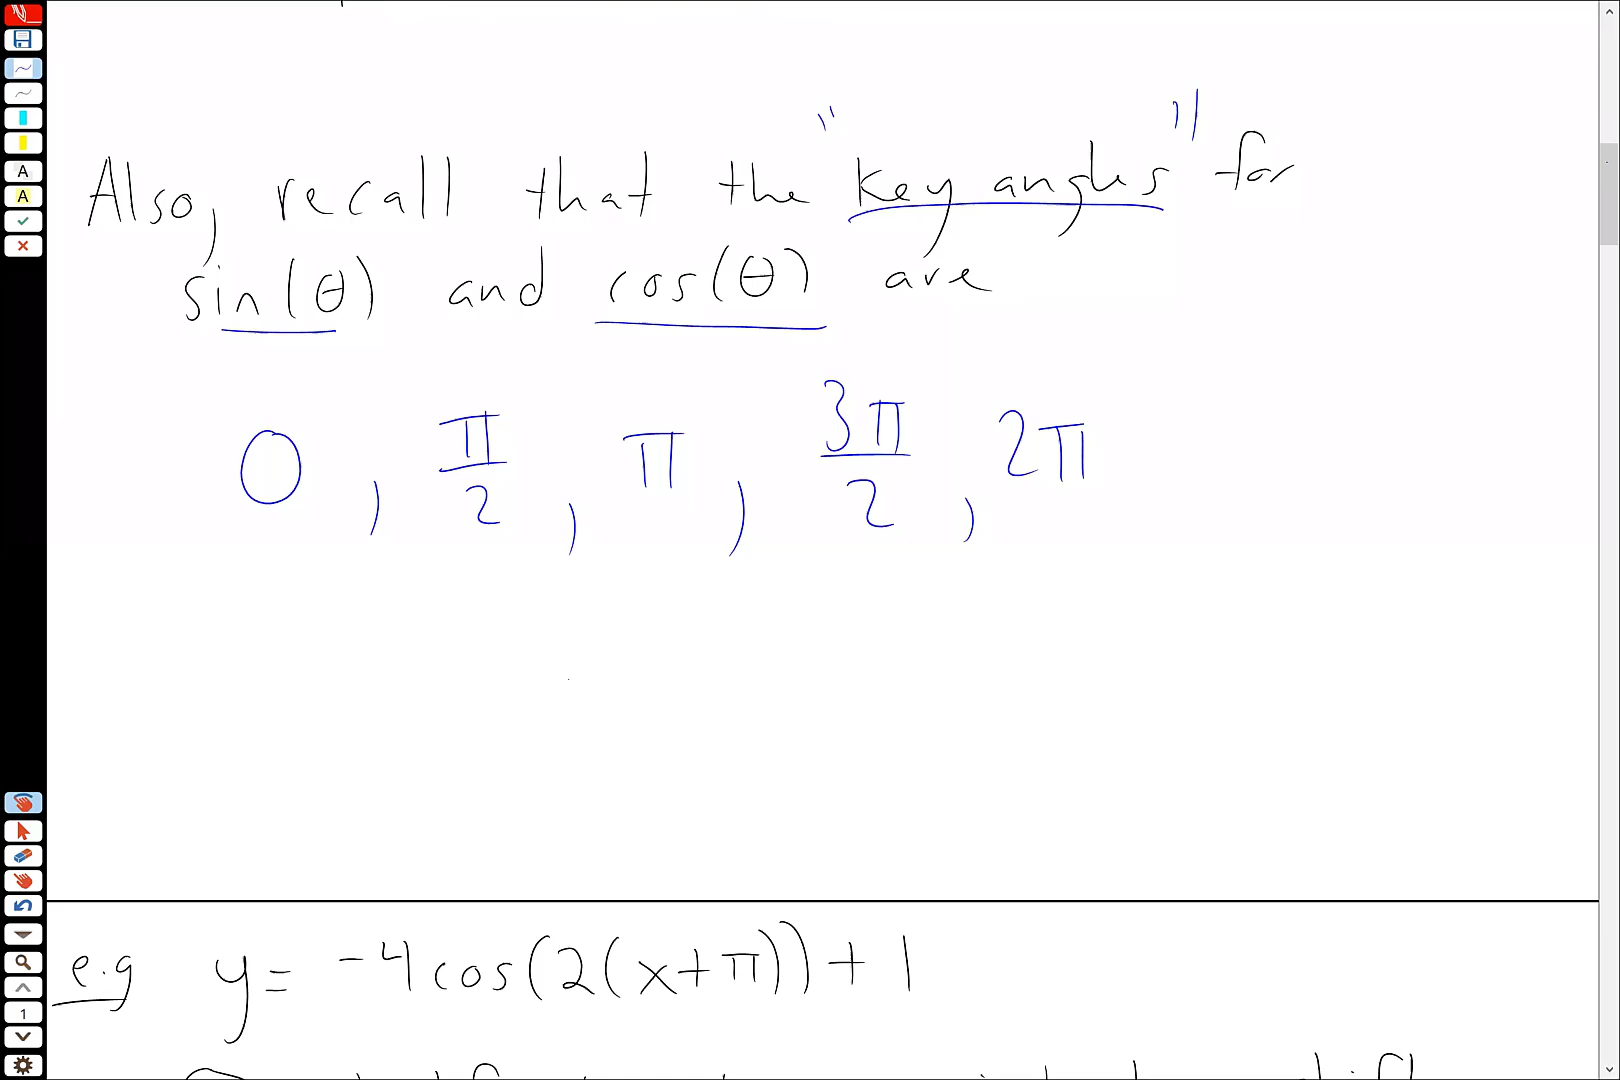 Also, recall that the "key angles" for
sin(θ) and cos(θ) are
0, π/2, π, 3π/2, 2π
e.g y = -4cos(2(x+π))+1